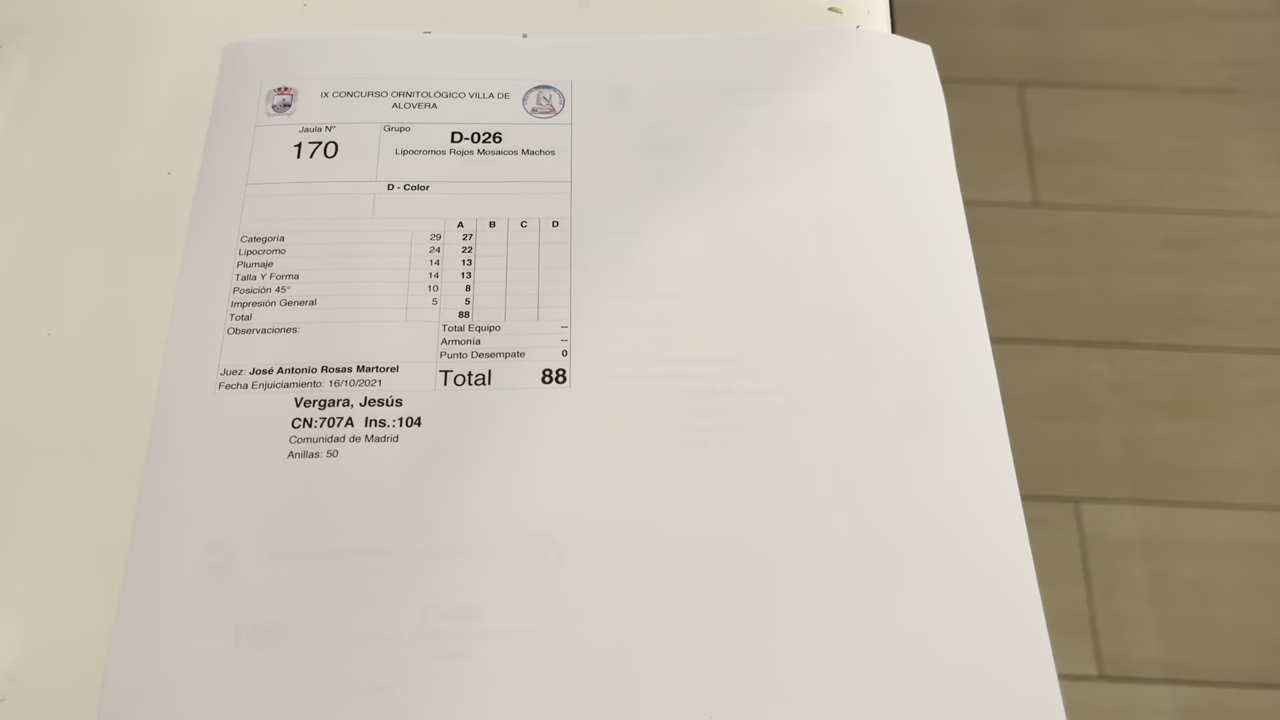 IX CONCURSO ORNITOLÓGICO VILLA DE
ALOVERA
Jaula Nº
170
Grupo
D-026
Lipocromos Rojos Mosaicos Machos
D - Color
A B C D
Categoria 29 27
Lipocromo 24 22
Plumaje 14 13
Talla Y Forma 14 13
Posición 45° 10 8
Impresión General 5 5
Total 88
Observaciones:
Total Equipo --
Armonia --
Punto Desempate 0
Juez: José Antonio Rosas Martorel
Fecha Enjuiciamiento: 16/10/2021
Total 88
Vergara, Jesús
CN:707A Ins.:104
Comunidad de Madrid
Anillas: 50